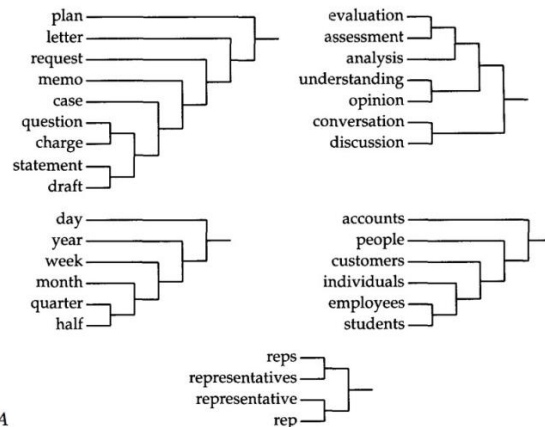 plan
letter
request
memo
case
question
charge
statement
draft
evaluation
assessment
analysis
understanding
opinion
conversation
discussion
day
year
week
month
quarter
half
accounts
people
customers
individuals
employees
students
reps
representatives
representative
rep
A